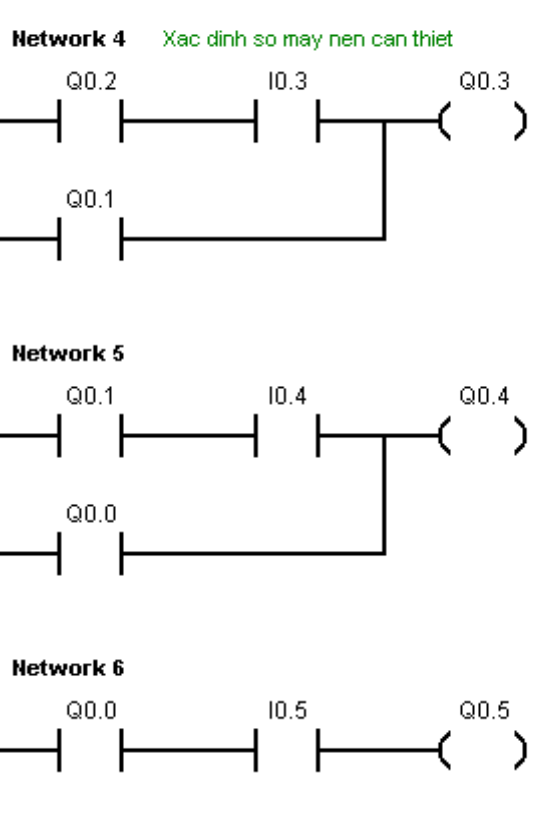 Network 4 Xac dinh so may nen can thiet
Q0.2 I0.3 Q0.3
Q0.1
Network 5
Q0.1 I0.4 Q0.4
Q0.0
Network 6
Q0.0 I0.5 Q0.5